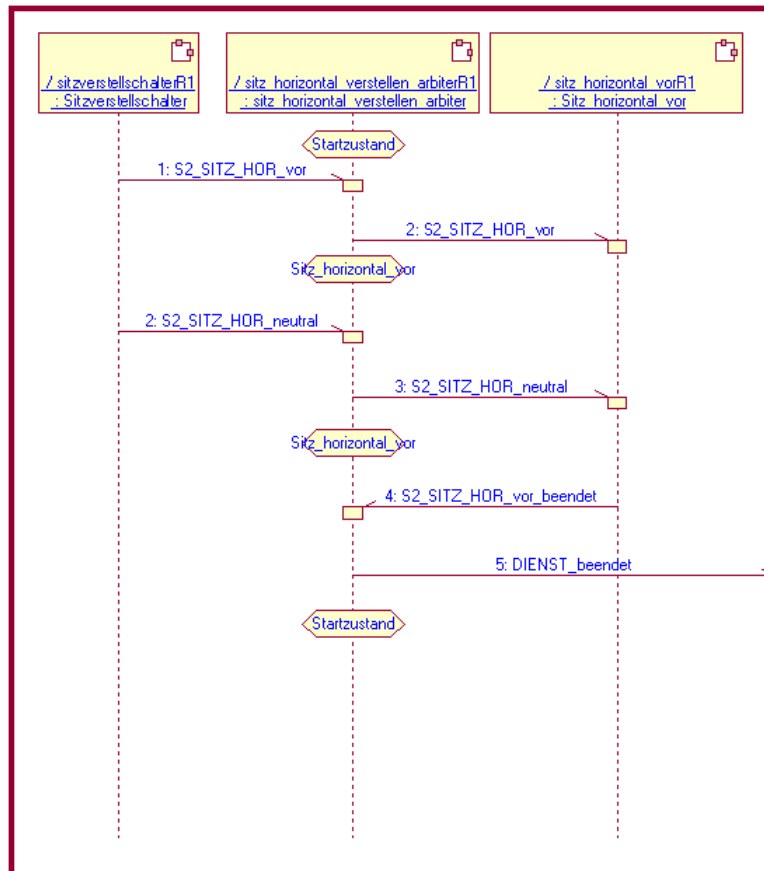 / sitzverstellschalterR1
: Sitzverstellschalter
/ sitz_horizontal_verstellen_arbiterR1
: sitz_horizontal_verstellen_arbiter
/ sitz_horizontal_vorR1
: Sitz_horizontal_vor
Startzustand
1: S2_SITZ_HOR_vor
2: S2_SITZ_HOR_vor
Sitz_horizontal_vor
2: S2_SITZ_HOR_neutral
3: S2_SITZ_HOR_neutral
Sitz_horizontal_vor
4: S2_SITZ_HOR_vor_beendet
5: DIENST_beendet
Startzustand